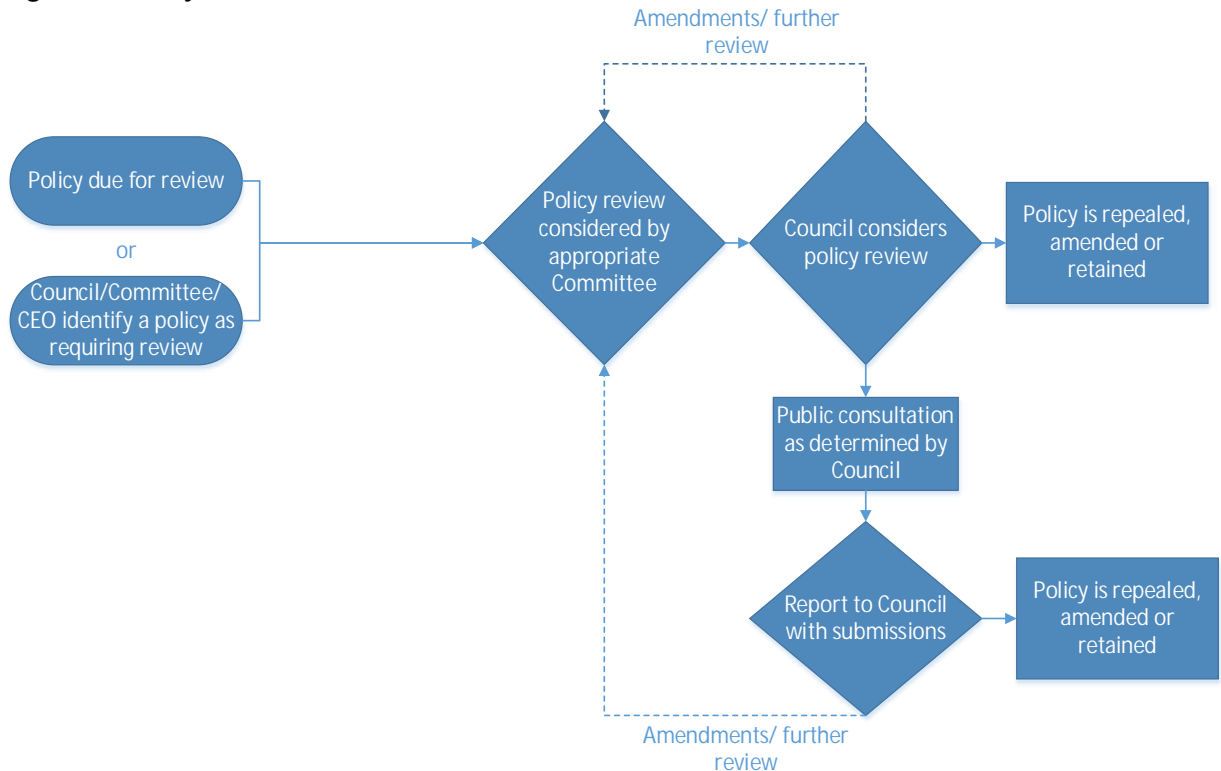 Amendments/ further
review
Policy due for review
or
Council/Committee/
CEO identify a policy as
requiring review
Policy review
considered by
appropriate
Committee
Council considers
policy review
Policy is repealed,
amended or
retained
Public consultation
as determined by
Council
Report to Council
with submissions
Policy is repealed,
amended or
retained
Amendments/ further
review